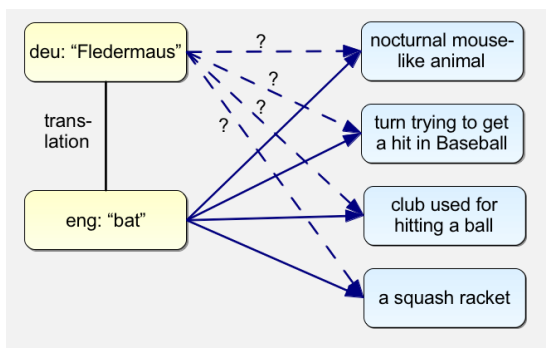 deu: “Fledermaus”
?
nocturnal mouse-
like animal
?
?
?
trans-
lation
turn trying to get
a hit in Baseball
eng: “bat”
club used for
hitting a ball
a squash racket